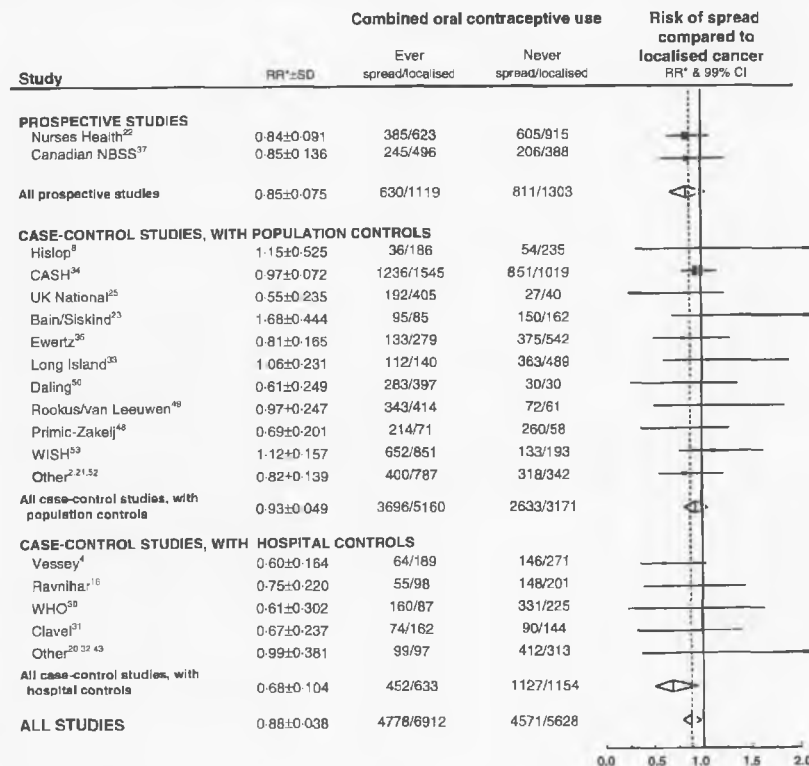 Combined oral contraceptive use Risk of spread
compared to
localised cancer
Study RR*±SD Ever Never RR* & 99% CI
spread/localised spread/localised
PROSPECTIVE STUDIES
Nurses Health22 0·84±0·091 385/623 605/915
Canadian NBSS37 0·85±0 136 245/496 206/388
All prospective studies 0·85±0·075 630/1119 811/1303
CASE-CONTROL STUDIES, WITH POPULATION CONTROLS
Hislop8 1·15±0·525 36/186 54/235
CASH34 0·97±0·072 1236/1545 851/1019
UK National25 0·55±0·235 192/405 27/40
Bain/Siskind23 1·68±0·444 95/85 150/162
Ewertz35 0·81±0·165 133/279 375/542
Long Island33 1·06±0·231 112/140 363/489
Daling50 0·61±0·249 283/397 30/30
Rookus/van Leeuwen49 0·97+0·247 343/414 72/61
Primic-Zakelj48 0·69±0·201 214/71 260/58
WISH53 1·12±0·157 652/851 133/193
Other2,21,52 0·82+0·139 400/787 318/342
All case-control studies, with
population controls 0·93±0·049 3696/5160 2633/3171
CASE-CONTROL STUDIES, WITH HOSPITAL CONTROLS
Vessey4 0·60±0·164 64/189 146/271
Ravnihar16 0·75±0·220 55/98 148/201
WHO30 0·61±0·302 160/87 331/225
Clavel31 0·67±0·237 74/162 90/144
Other20 32 43 0·99±0·381 99/97 412/313
All case-control studies, with
hospital controls 0·68±0·104 452/633 1127/1154
ALL STUDIES 0·88±0·038 4778/6912 4571/5628
0.0 0.5 1.0 1.5 2.0